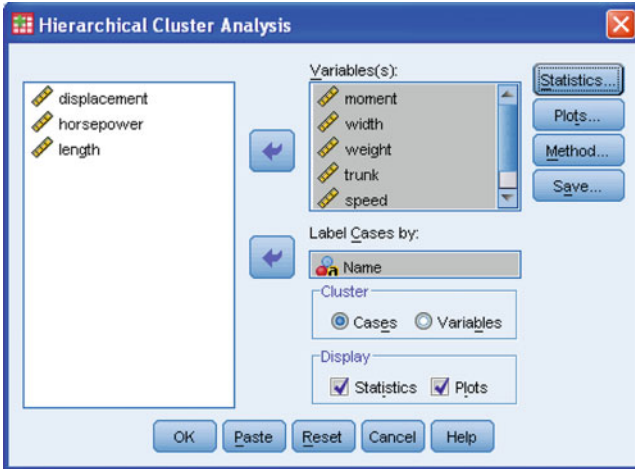 Hierarchical Cluster Analysis
displacement
horsepower
length
Variables(s):
moment
width
weight
trunk
speed
Statistics...
Plots...
Method...
Save...
Label Cases by:
a Name
Cluster
Cases Variables
Display
Statistics Plots
OK Paste Reset Cancel Help